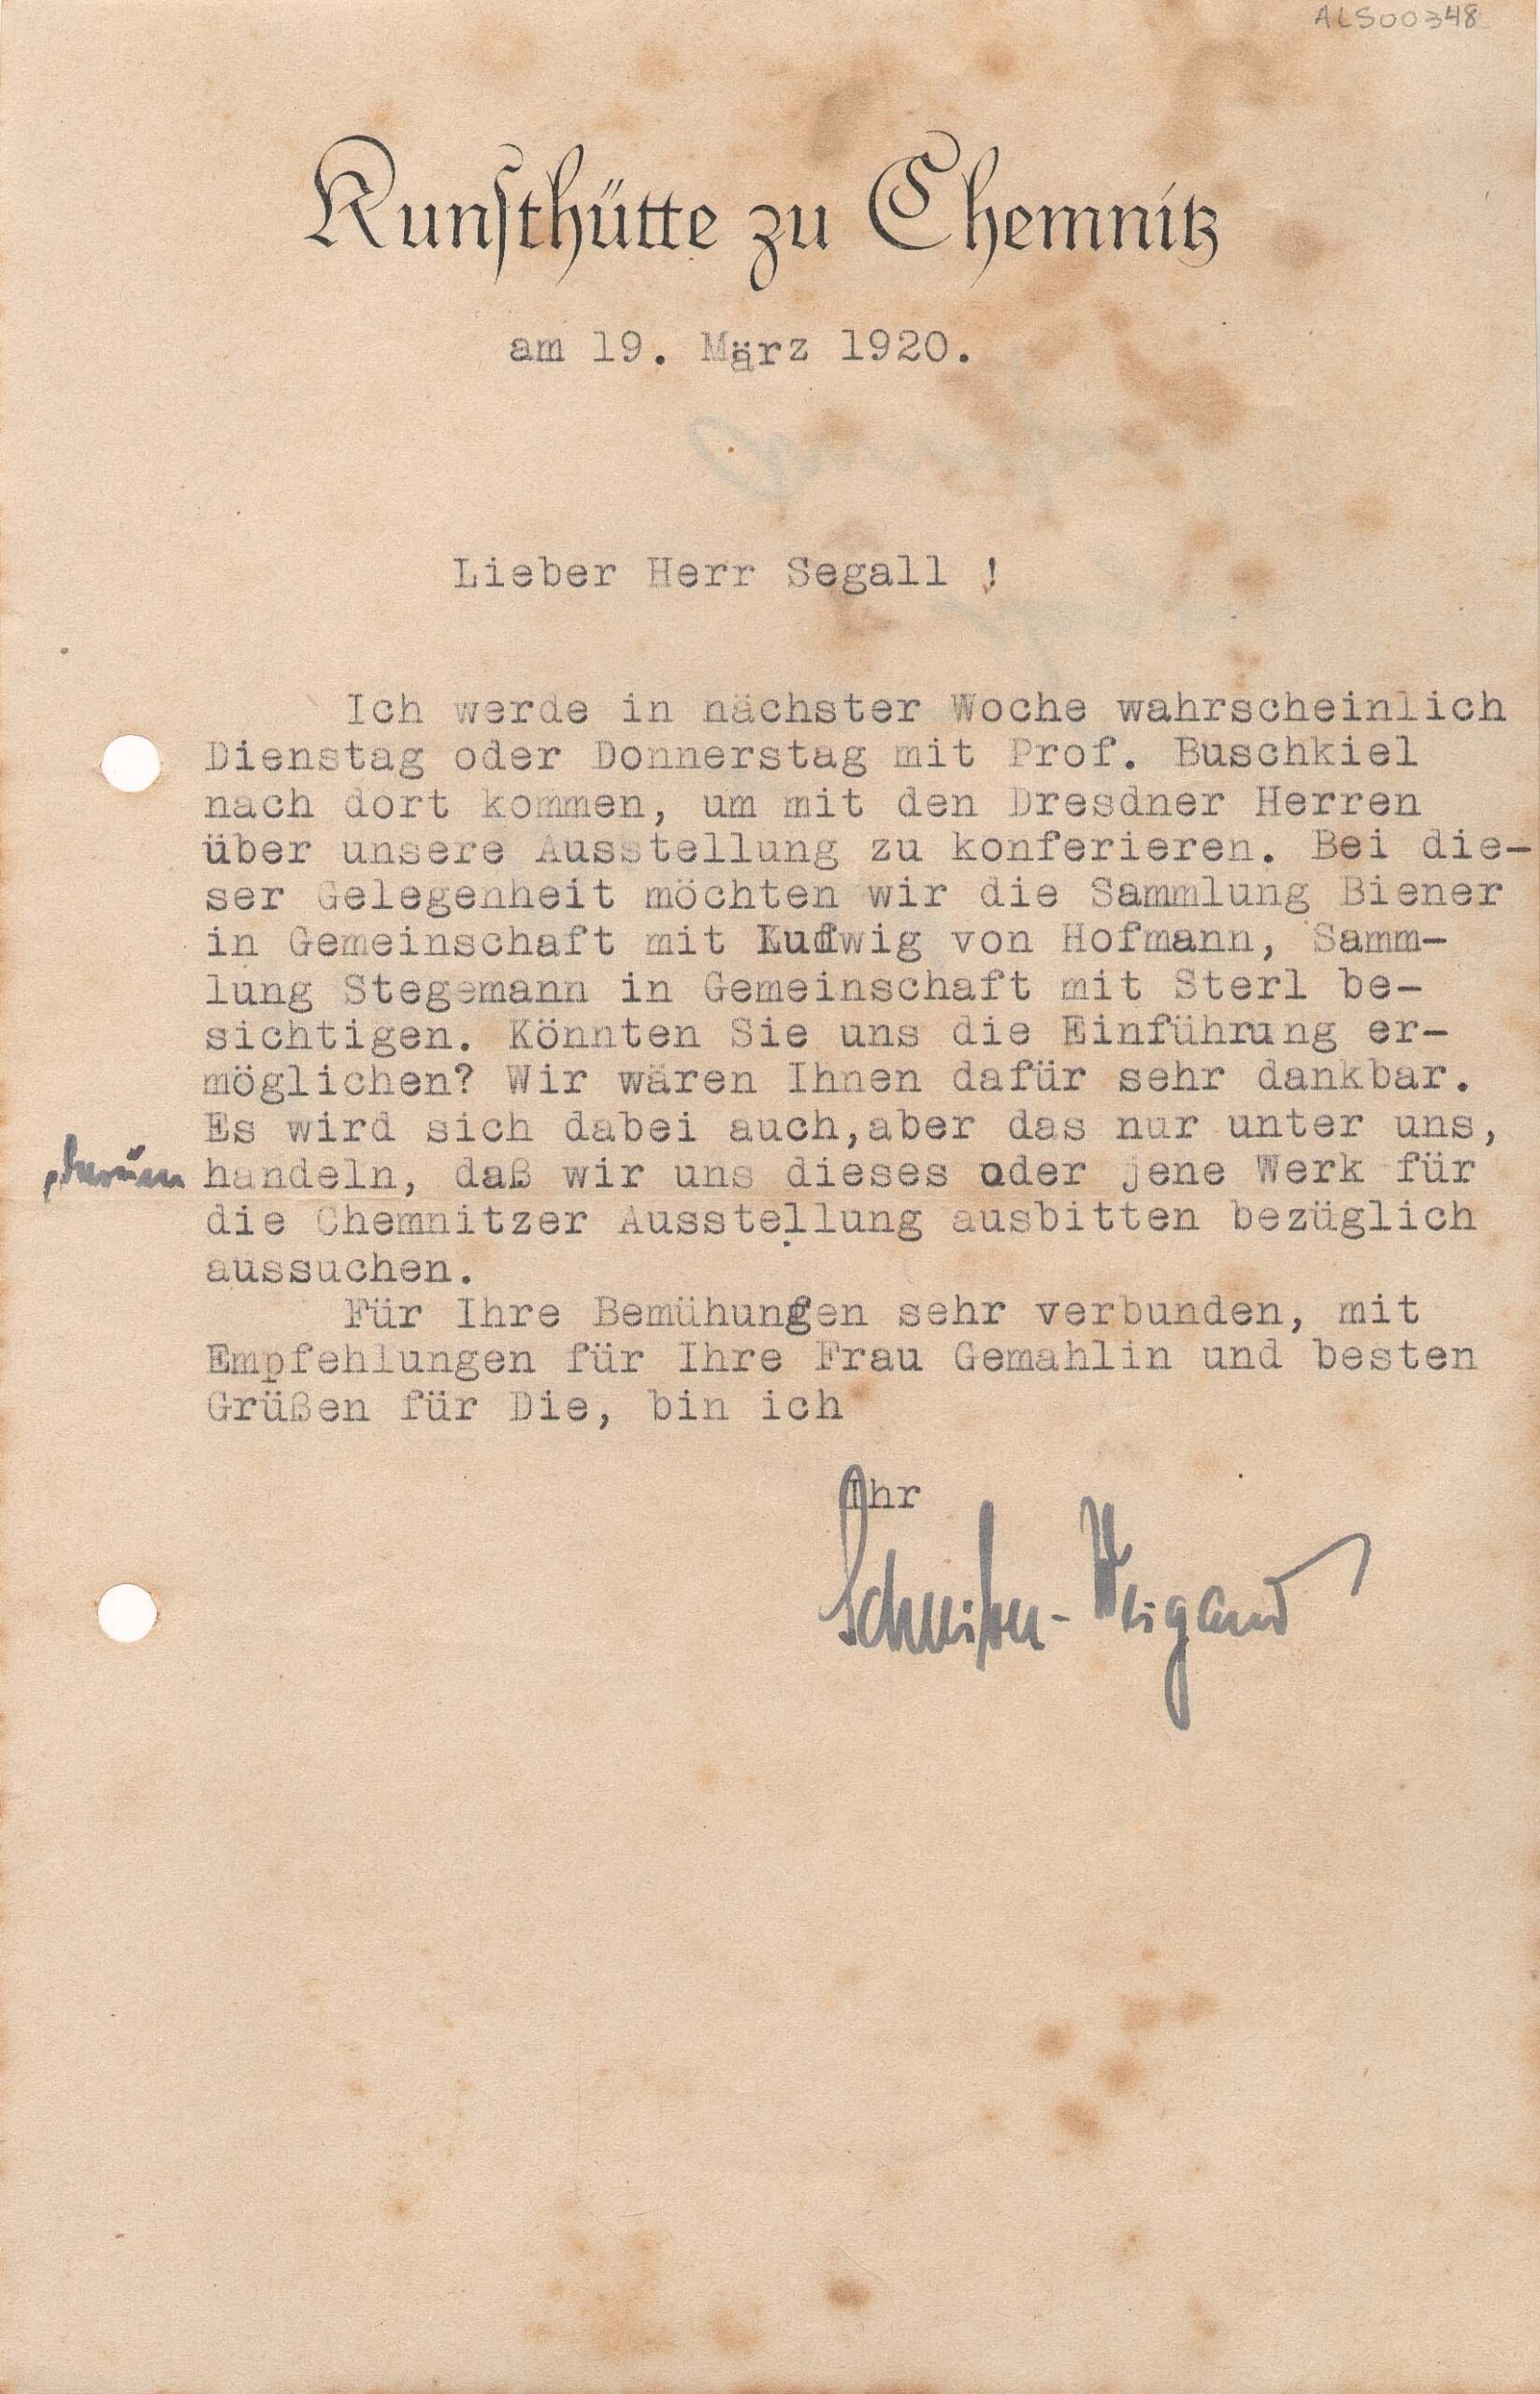 ALS00348
Kunſthütte zu Chemnitz
am 19. März 1920.
Lieber Herr Segall !
Ich werde in nächster Woche wahrscheinlich
Dienstag oder Donnerstag mit Prof. Buschkiel
nach dort kommen, um mit den Dresdner Herren
über unsere Ausstellung zu konferieren. Bei die-
ser Gelegenheit möchten wir die Sammlung Biener
in Gemeinschaft mit Ludwig von Hofmann, Samm-
lung Stegemann in Gemeinschaft mit Sterl be-
sichtigen. Könnten Sie uns die Einführung er-
möglichen? Wir wären Ihnen dafür sehr dankbar.
Es wird sich dabei auch,aber das nur unter uns,
darum handeln, daß wir uns dieses oder jene Werk für
die Chemnitzer Ausstellung ausbitten bezüglich
aussuchen.
Für Ihre Bemühungen sehr verbunden, mit
Empfehlungen für Ihre Frau Gemahlin und besten
Grüßen für Die, bin ich
Ihr